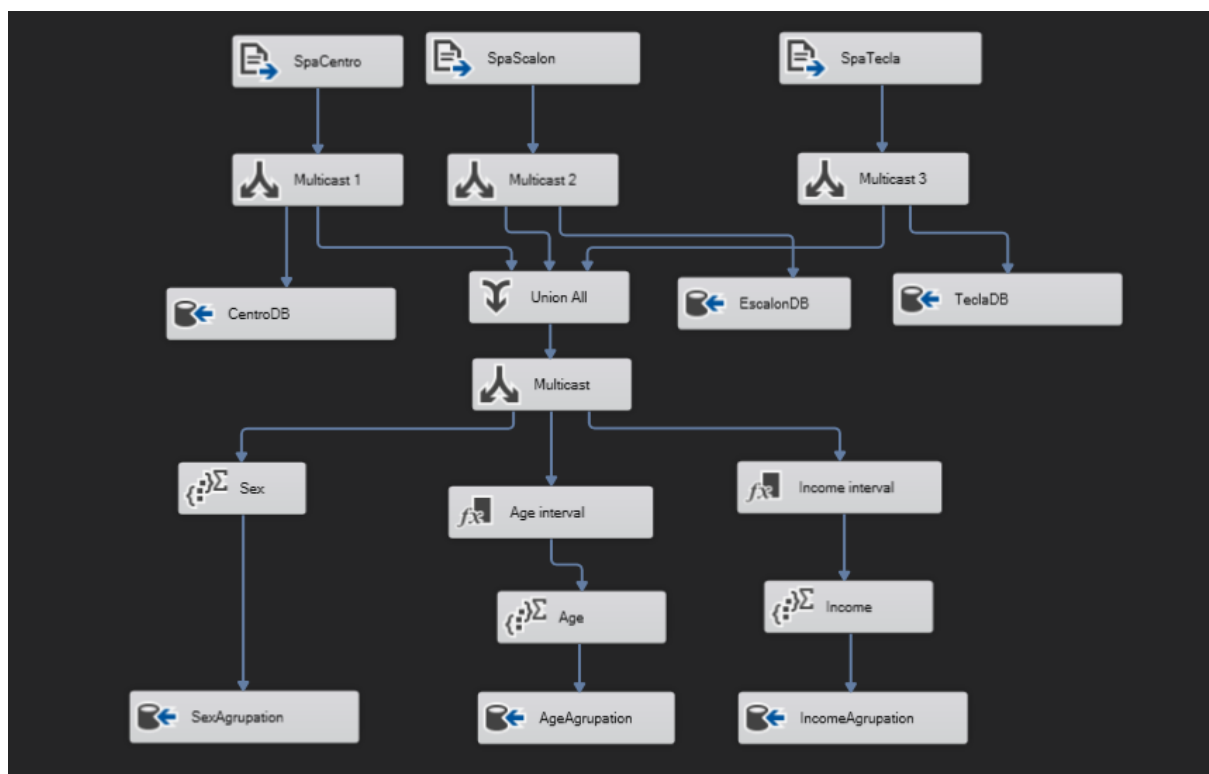 SpaCentro
SpaScalon
SpaTecla
Multicast 1
Multicast 2
Multicast 3
CentroDB
Union All
EscalonDB
TeclaDB
Multicast
Sex
Age interval
Income interval
Age
Income
SexAgrupation
AgeAgrupation
IncomeAgrupation